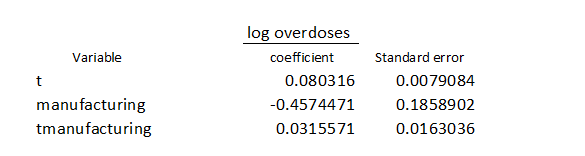 log overdoses
Variable coefficient Standard error
t 0.080316 0.0079084
manufacturing -0.4574471 0.1858902
tmanufacturing 0.0315571 0.0163036